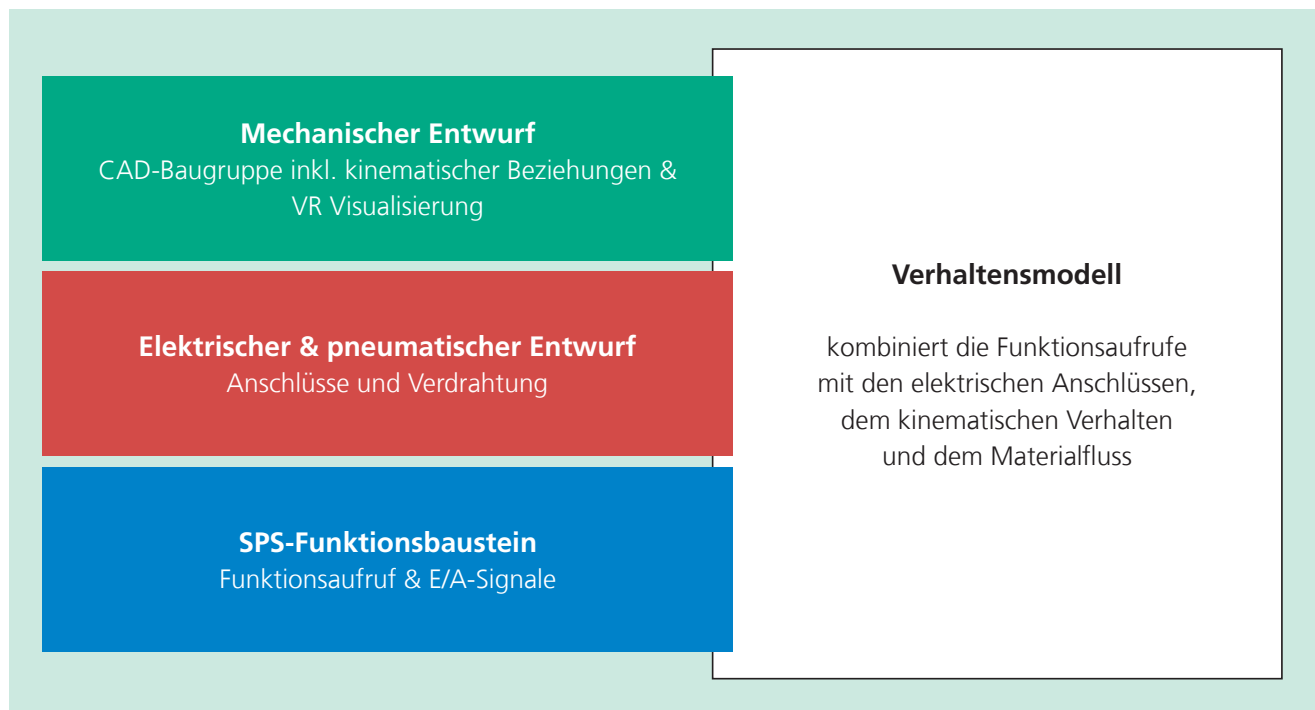 Mechanischer Entwurf
CAD-Baugruppe inkl. kinematischer Beziehungen &
VR Visualisierung
Elektrischer & pneumatischer Entwurf
Anschlüsse und Verdrahtung
SPS-Funktionsbaustein
Funktionsaufruf & E/A-Signale
Verhaltensmodell
kombiniert die Funktionsaufrufe
mit den elektrischen Anschlüssen,
dem kinematischen Verhalten
und dem Materialfluss